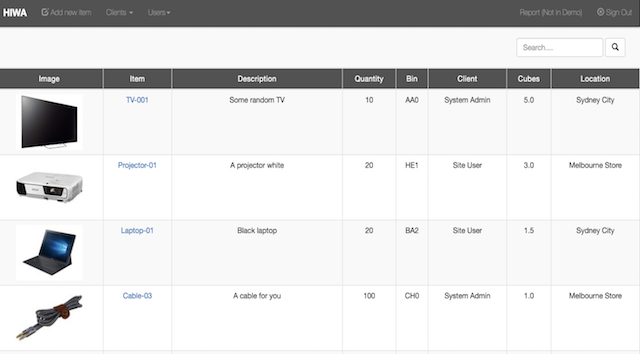 HIWA Add new item Clients Users Report (Not in Demo) Sign Out
Search....
Image Item Description Quantity Bin Client Cubes Location
TV-001 Some random TV 10 AA0 System Admin 5.0 Sydney City
Projector-01 A projector white 20 HE1 Site User 3.0 Melbourne Store
Laptop-01 Black laptop 20 BA2 Site User 1.5 Sydney City
Cable-03 A cable for you 100 CH0 System Admin 1.0 Melbourne Store